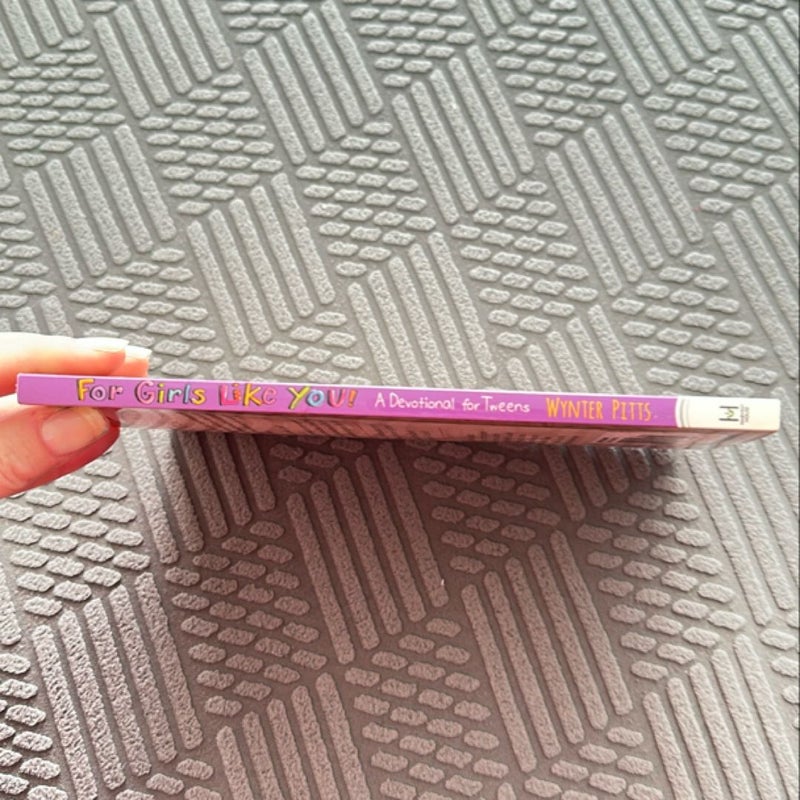 For Girls Like You! A Devotional for Tweens WYNTER PITTS